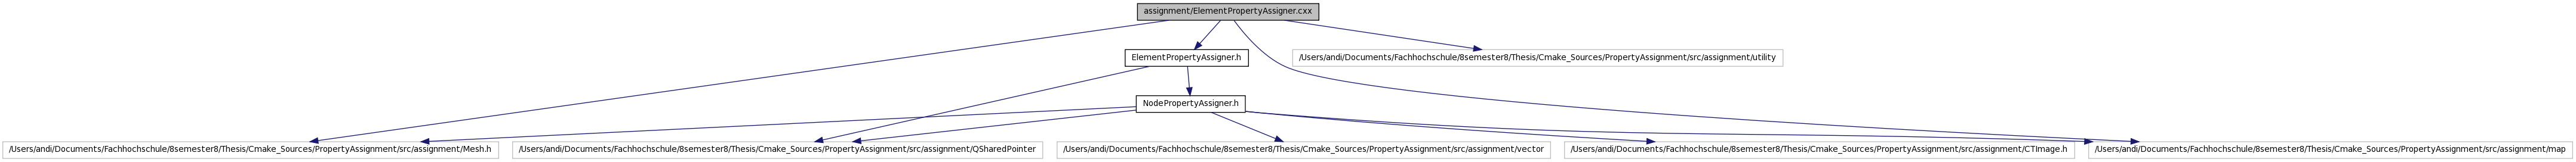 assignment/ElementPropertyAssigner.cxx
ElementPropertyAssigner.h
/Users/andi/Documents/Fachhochschule/8semester8/Thesis/Cmake_Sources/PropertyAssignment/src/assignment/utility
NodePropertyAssigner.h
/Users/andi/Documents/Fachhochschule/8semester8/Thesis/Cmake_Sources/PropertyAssignment/src/assignment/Mesh.h
/Users/andi/Documents/Fachhochschule/8semester8/Thesis/Cmake_Sources/PropertyAssignment/src/assignment/QSharedPointer
/Users/andi/Documents/Fachhochschule/8semester8/Thesis/Cmake_Sources/PropertyAssignment/src/assignment/vector
/Users/andi/Documents/Fachhochschule/8semester8/Thesis/Cmake_Sources/PropertyAssignment/src/assignment/CTImage.h
/Users/andi/Documents/Fachhochschule/8semester8/Thesis/Cmake_Sources/PropertyAssignment/src/assignment/map